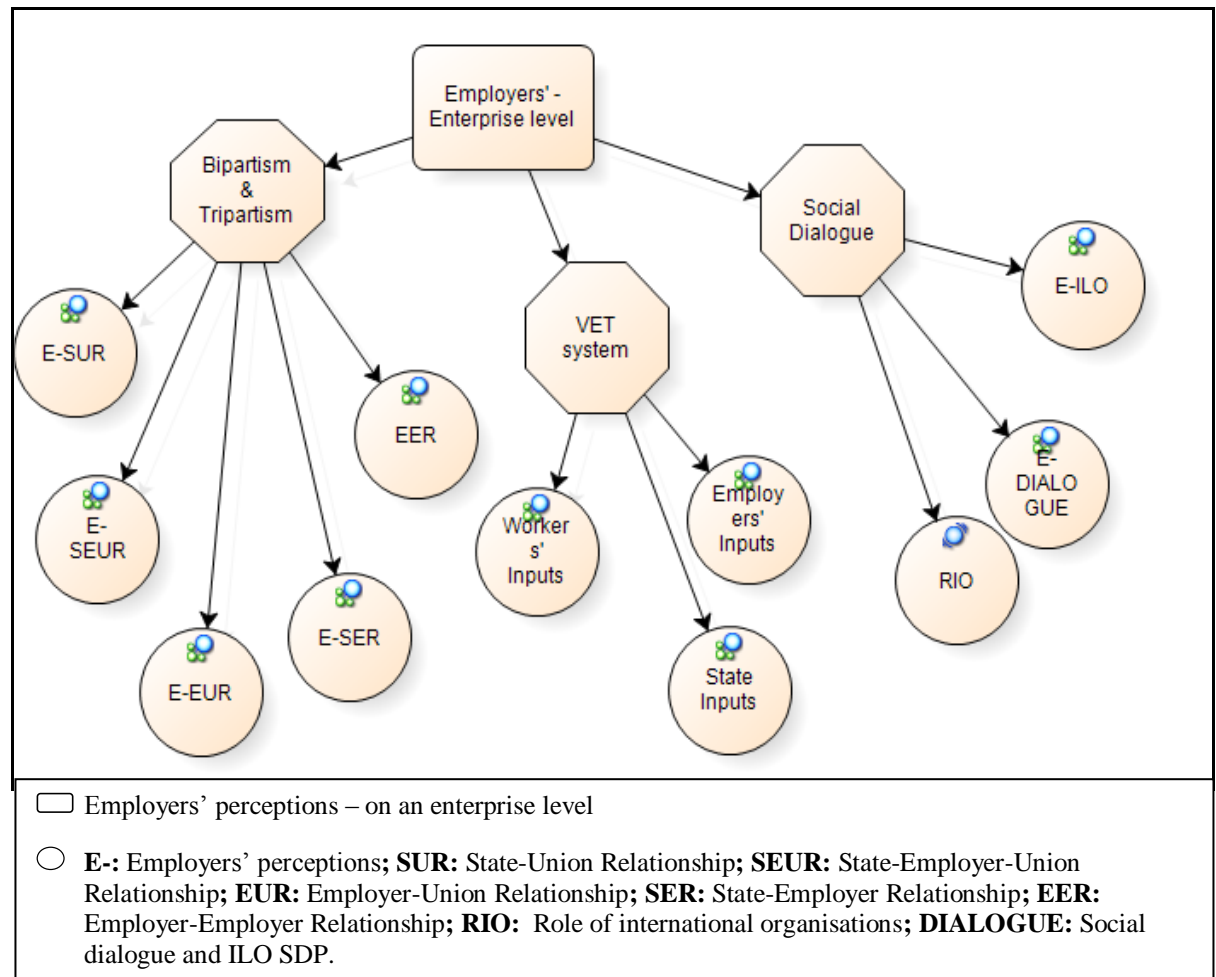 Employers' -
Enterprise level
Bipartism
&
Tripartism
Social
Dialogue
VET
system
E-ILO
E-SUR
EER
E-
DIALO
GUE
E-
SEUR
Worker
s'
Inputs
Employ
ers'
Inputs
RIO
E-SER
E-EUR
State
Inputs
Employers’ perceptions – on an enterprise level
E-: Employers’ perceptions; SUR: State-Union Relationship; SEUR: State-Employer-Union
Relationship; EUR: Employer-Union Relationship; SER: State-Employer Relationship; EER:
Employer-Employer Relationship; RIO: Role of international organisations; DIALOGUE: Social
dialogue and ILO SDP.